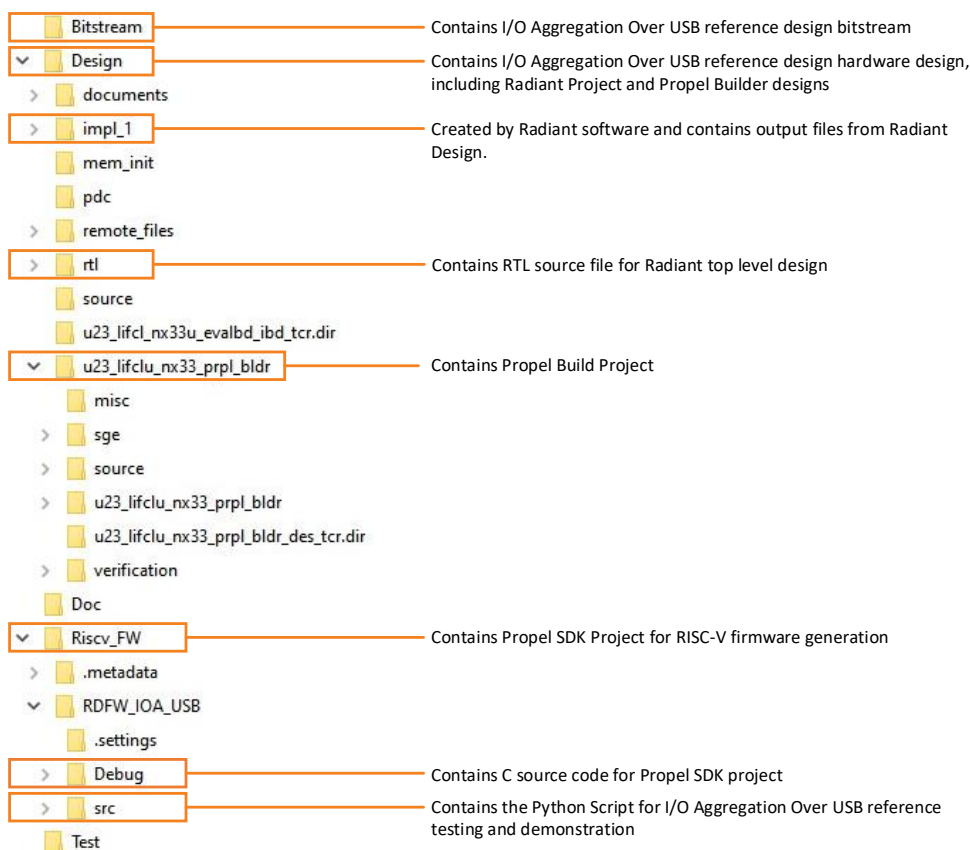 Bitstream Contains I/O Aggregation Over USB reference design bitstream
Design Contains I/O Aggregation Over USB reference design hardware design,
including Radiant Project and Propel Builder designs
documents
impl_1 Created by Radiant software and contains output files from Radiant
Design.
mem_init
pdc
remote_files
rtl Contains RTL source file for Radiant top level design
source
u23_lifcl_nx33u_evalbd_ibd_tcr.dir
u23_lifclu_nx33_prpl_bldr Contains Propel Build Project
misc
sge
source
u23_lifclu_nx33_prpl_bldr
u23_lifclu_nx33_prpl_bldr_des_tcr.dir
verification
Doc
Riscv_FW Contains Propel SDK Project for RISC-V firmware generation
.metadata
RDFW_IOA_USB
.settings
Debug Contains C source code for Propel SDK project
src Contains the Python Script for I/O Aggregation Over USB reference
testing and demonstration
Test